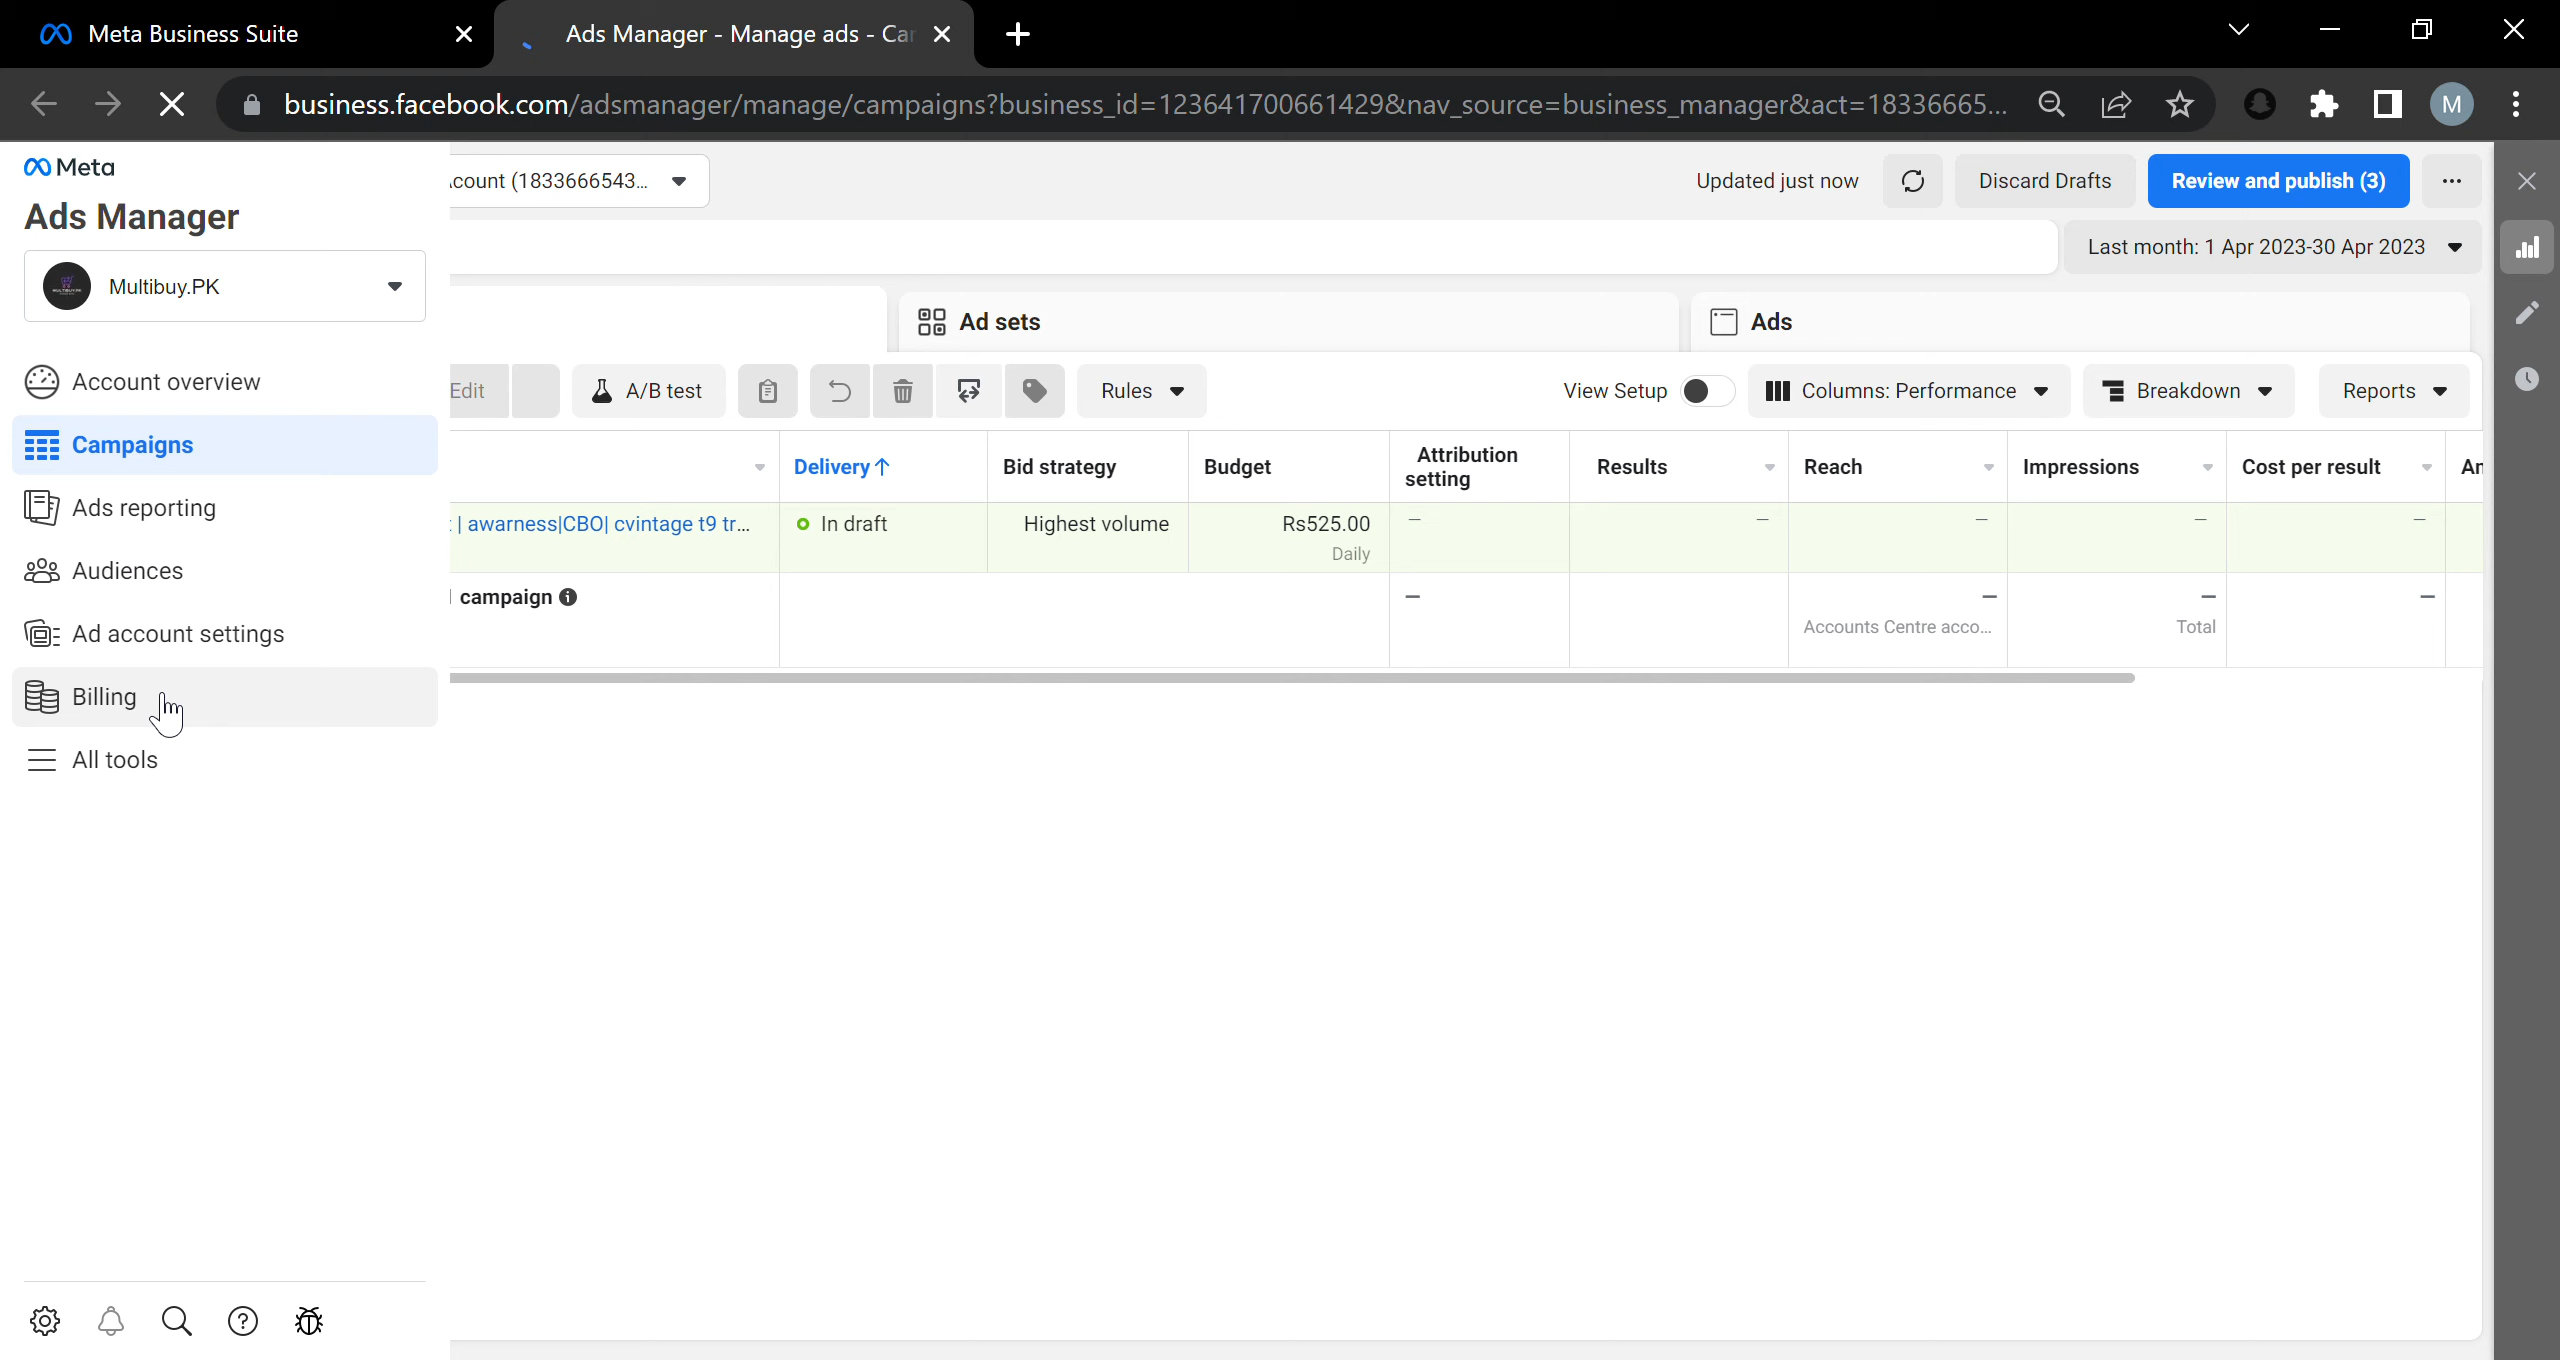 Meta Business Suite
Ads Manager - Manage ads - Car
business.facebook.com/adsmanager/manage/campaigns?business_id=123641700661429&nav_source=business_manager&act=18336665...
M
Meta
Ads Manager
Multibuy.PK
Account overview
Campaigns
Ads reporting
Audiences
Ad account settings
Billing
All tools
count (1833666543...
Updated just now
Discard Drafts
Review and publish (3)
Last month: 1 Apr 2023-30 Apr 2023
Ad sets
Ads
Edit
A/B test
Rules
View Setup
Columns: Performance
Breakdown
Reports
Delivery↑
Bid strategy
Budget
Attribution
setting
Results
Reach
Impressions
Cost per result
Am
| awarness|CBO| cvintage t9 tr...
In draft
Highest volume
Rs525.00
Daily
—
—
—
—
—
campaign
—
—
—
—
Accounts Centre acco...
Total